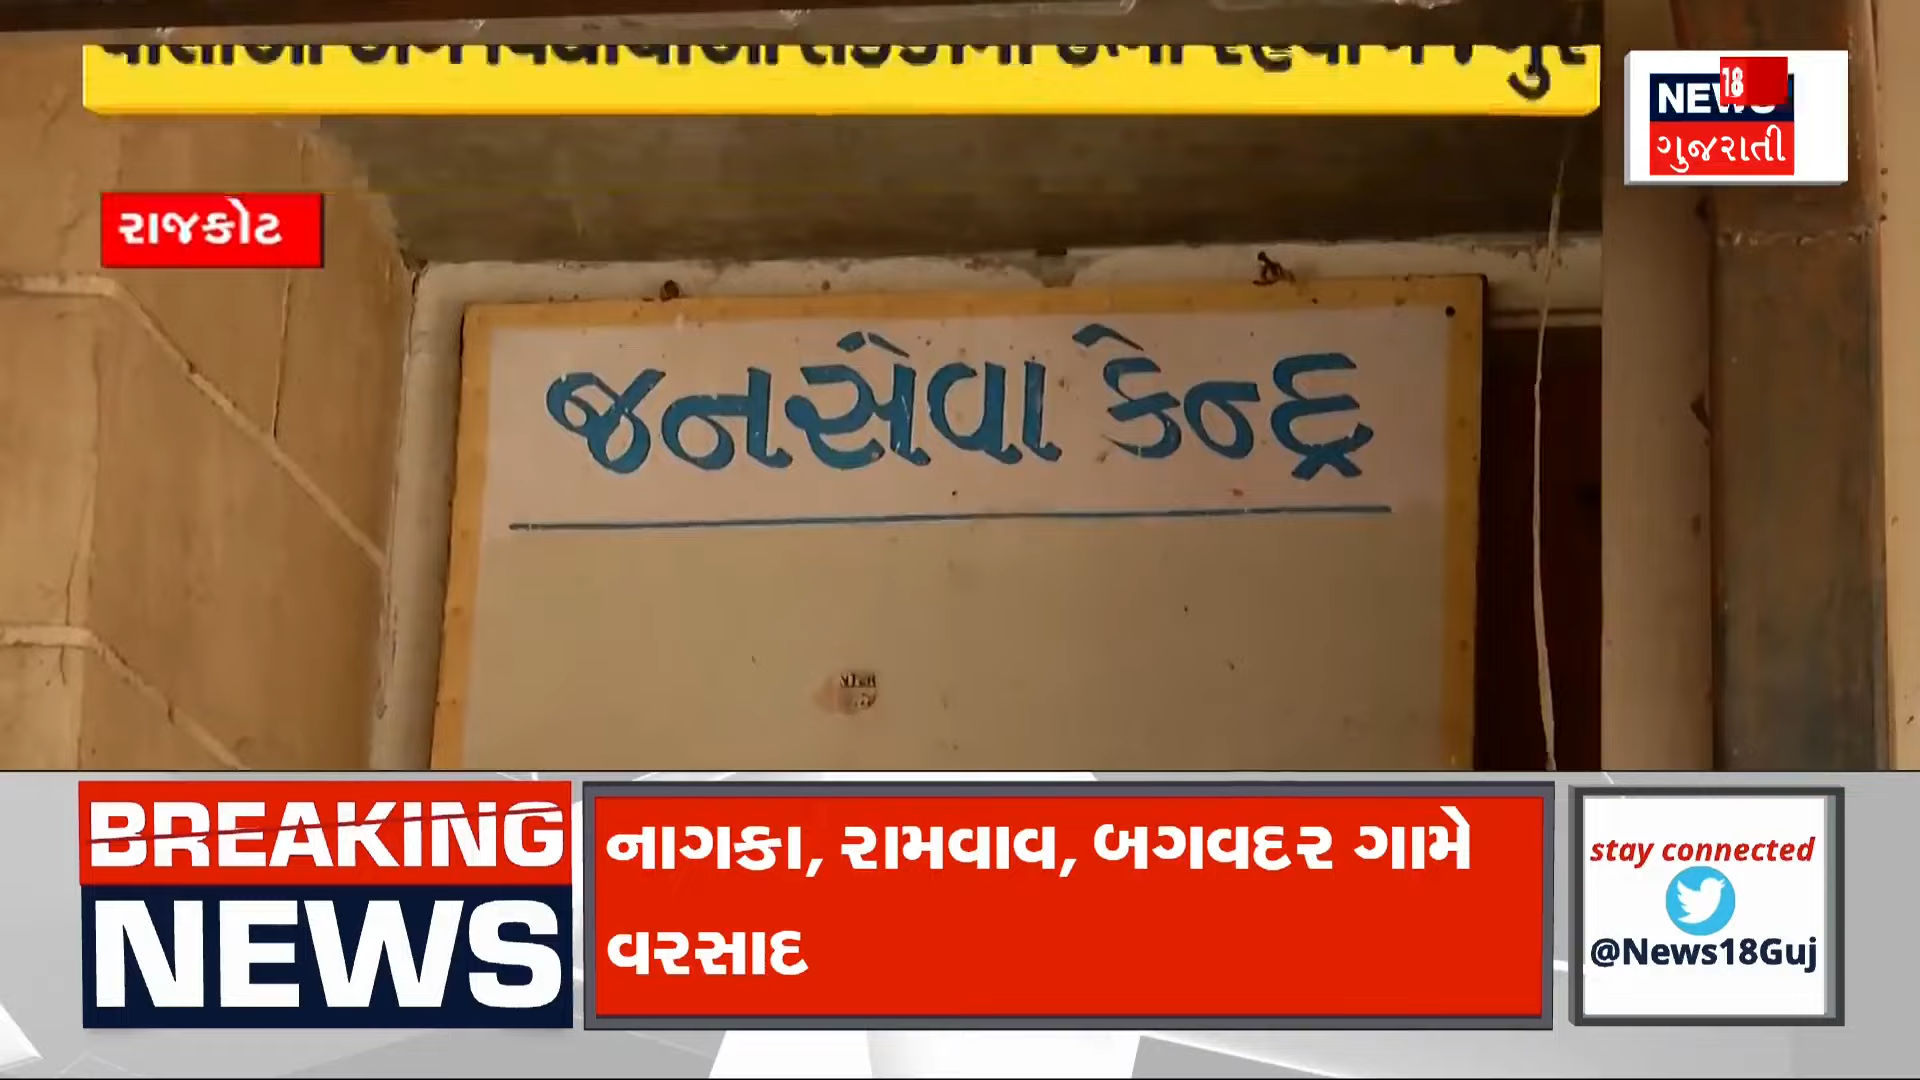 NEWS
18
ગુજરાતી
રાજકોટ
જનસેવા કેન્દ્ર
BREAKING
NEWS
નાગકા, રામવાવ, બગવદર ગામે
વરસાદ
stay connected
@News18Guj